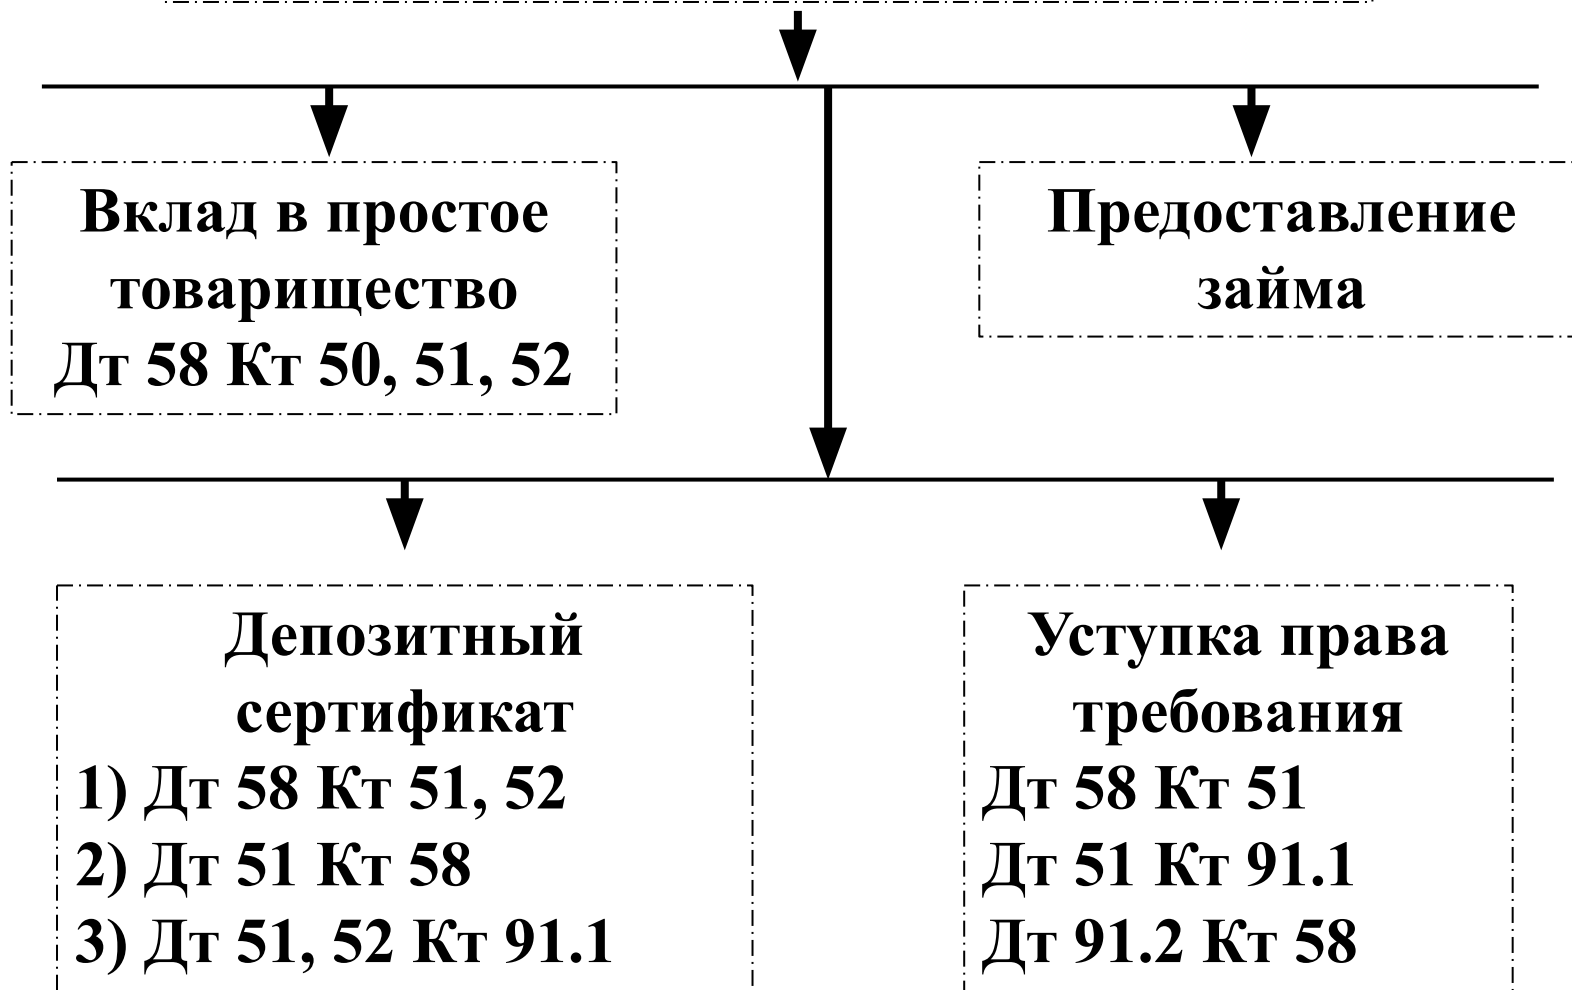 Вклад в простое
товарищество
Дт 58 Кт 50, 51, 52
Предоставление
займа
Депозитный
сертификат
1) Дт 58 Кт 51, 52
2) Дт 51 Кт 58
3) Дт 51, 52 Кт 91.1
Уступка права
требования
Дт 58 Кт 51
Дт 51 Кт 91.1
Дт 91.2 Кт 58